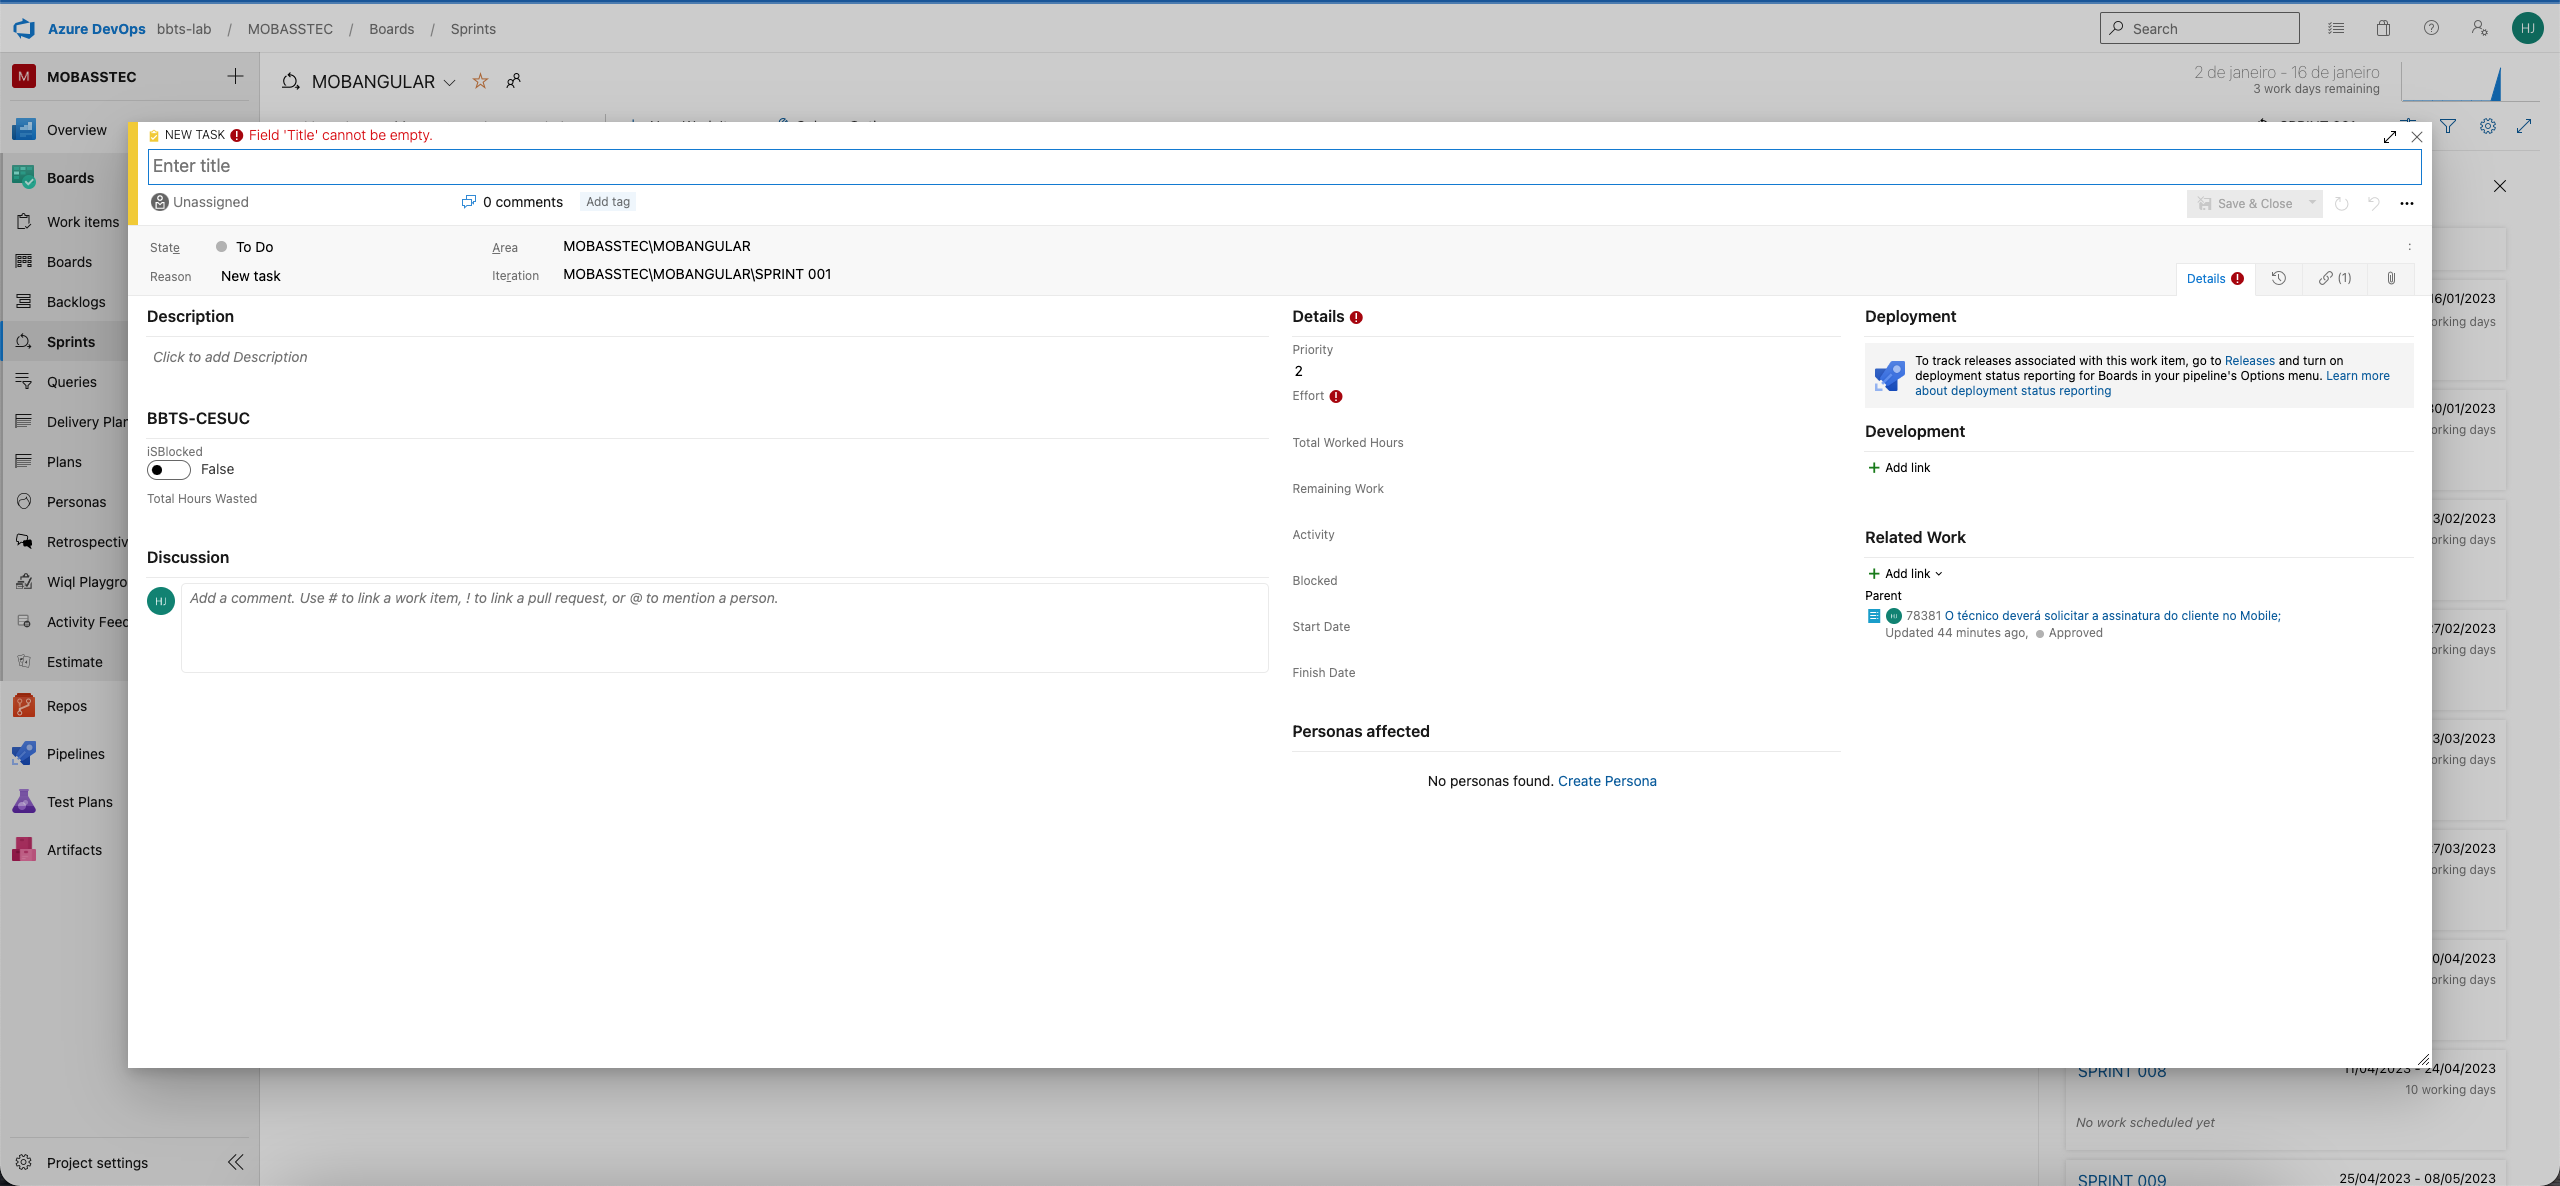 Azure DevOps bbts-lab / MOBASSTEC / Boards / Sprints
Search
HJ
M MOBASSTEC
MOBANGULAR
2 de janeiro - 16 de janeiro
3 work days remaining
Overview
Boards
Work items
Boards
Backlogs
Sprints
Queries
Delivery Plan
Plans
Personas
Retrospectiv
Wiql Playgro
Activity Feed
Estimate
Repos
Pipelines
Test Plans
Artifacts
Project settings
NEW TASK Field 'Title' cannot be empty.
Enter title
Unassigned
0 comments
Add tag
Save & Close
State To Do
Reason New task
Area MOBASSTEC\MOBANGULAR
Iteration MOBASSTEC\MOBANGULAR\SPRINT 001
Details
(1)
Description
Click to add Description
BBTS-CESUC
iSBlocked
False
Total Hours Wasted
Discussion
HJ
Add a comment. Use # to link a work item, ! to link a pull request, or @ to mention a person.
Details
Priority
2
Effort
Total Worked Hours
Remaining Work
Activity
Blocked
Start Date
Finish Date
Personas affected
No personas found. Create Persona
Deployment
To track releases associated with this work item, go to Releases and turn on
deployment status reporting for Boards in your pipeline's Options menu. Learn more
about deployment status reporting
Development
Add link
Related Work
Add link
Parent
HJ 78381 O técnico deverá solicitar a assinatura do cliente no Mobile;
Updated 44 minutes ago, Approved
16/01/2023
orking days
30/01/2023
orking days
3/02/2023
orking days
27/02/2023
orking days
3/03/2023
orking days
27/03/2023
orking days
0/04/2023
orking days
SPRINT 008
11/04/2023 - 24/04/2023
10 working days
No work scheduled yet
SPRINT 009
25/04/2023 - 08/05/2023